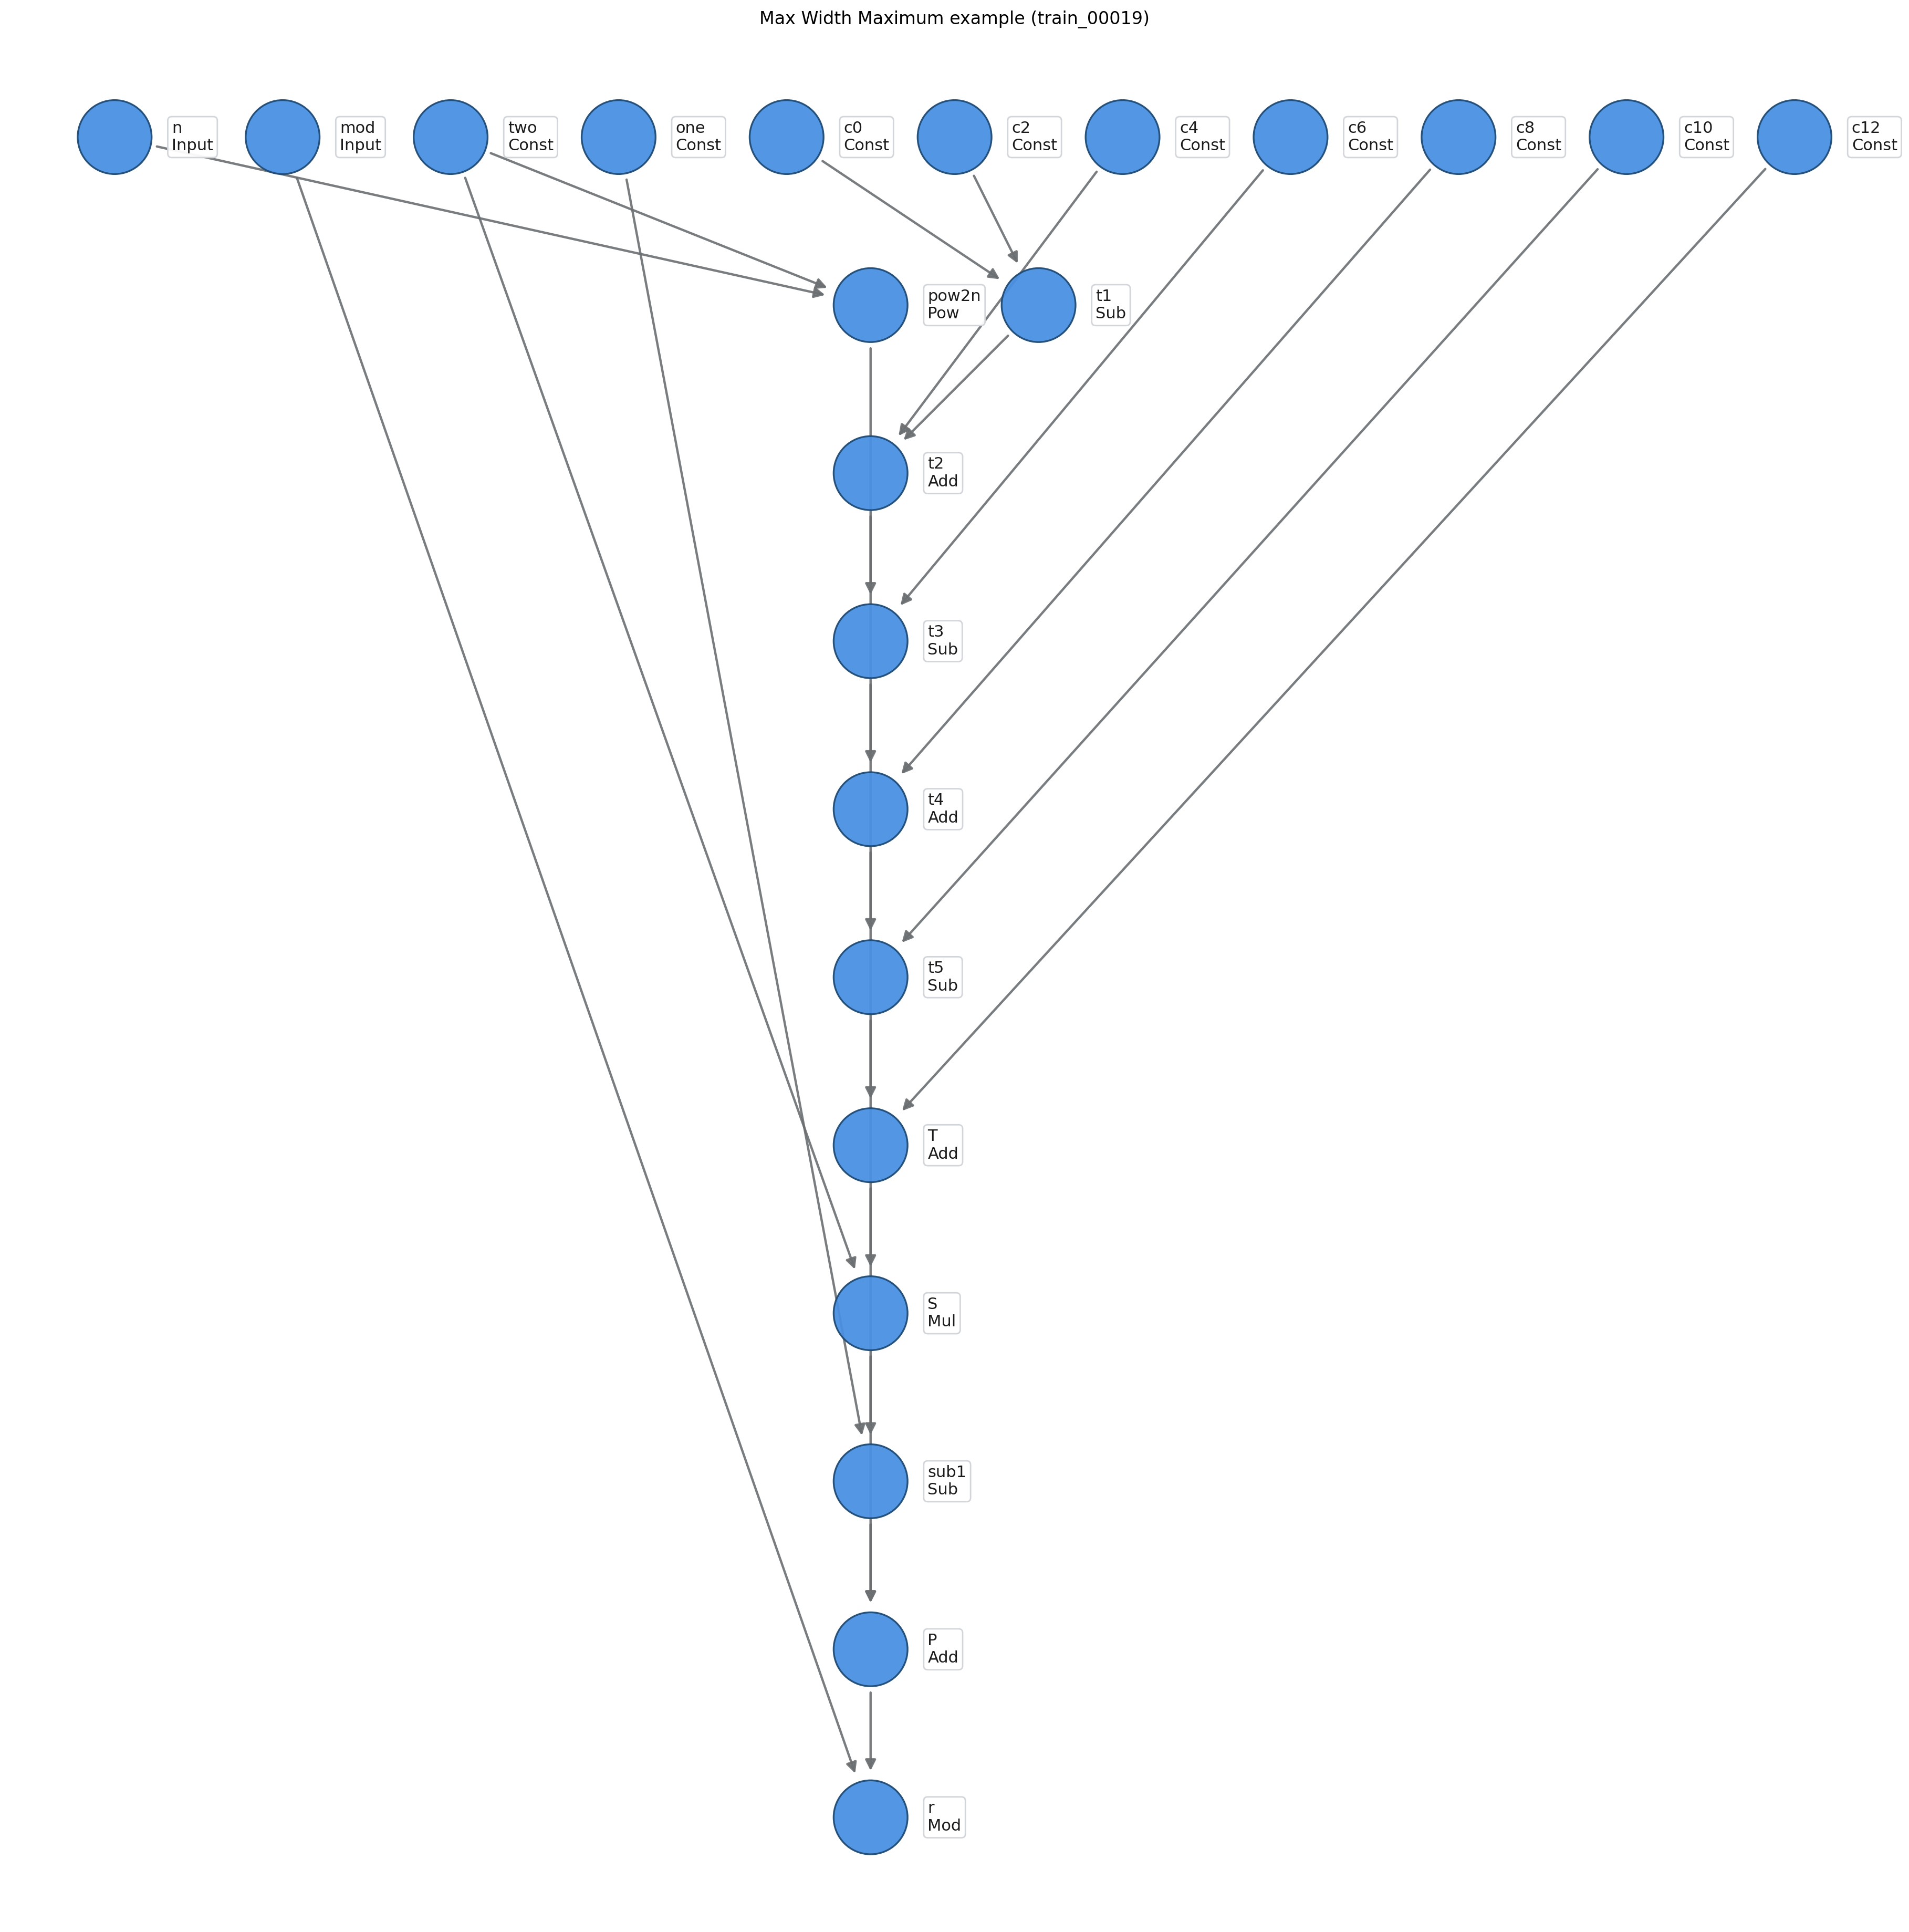 Max Width Maximum example (train_00019)
n
Input
mod
Input
two
Const
one
Const
c0
Const
c2
Const
c4
Const
c6
Const
c8
Const
c10
Const
c12
Const
pow2n
Pow
t1
Sub
t2
Add
t3
Sub
t4
Add
t5
Sub
T
Add
S
Mul
sub1
Sub
P
Add
r
Mod